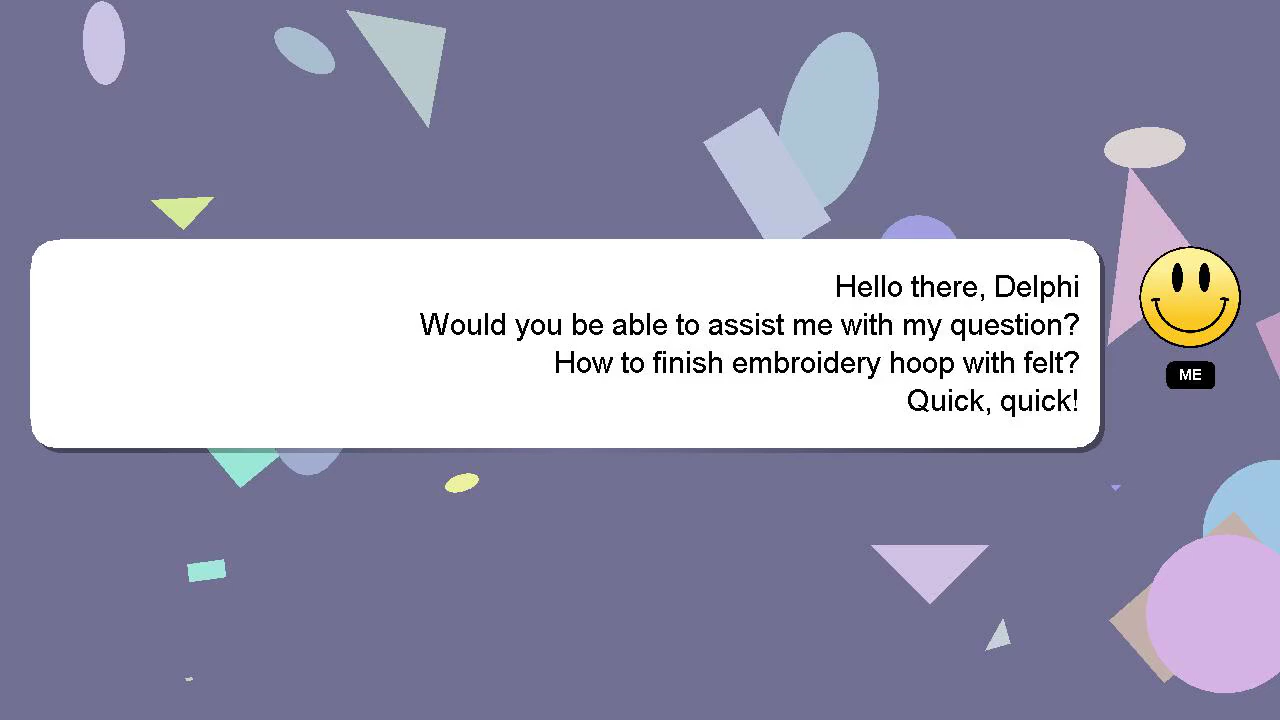 Hello there, Delphi
Would you be able to assist me with my question?
How to finish embroidery hoop with felt?
Quick, quick!
ME